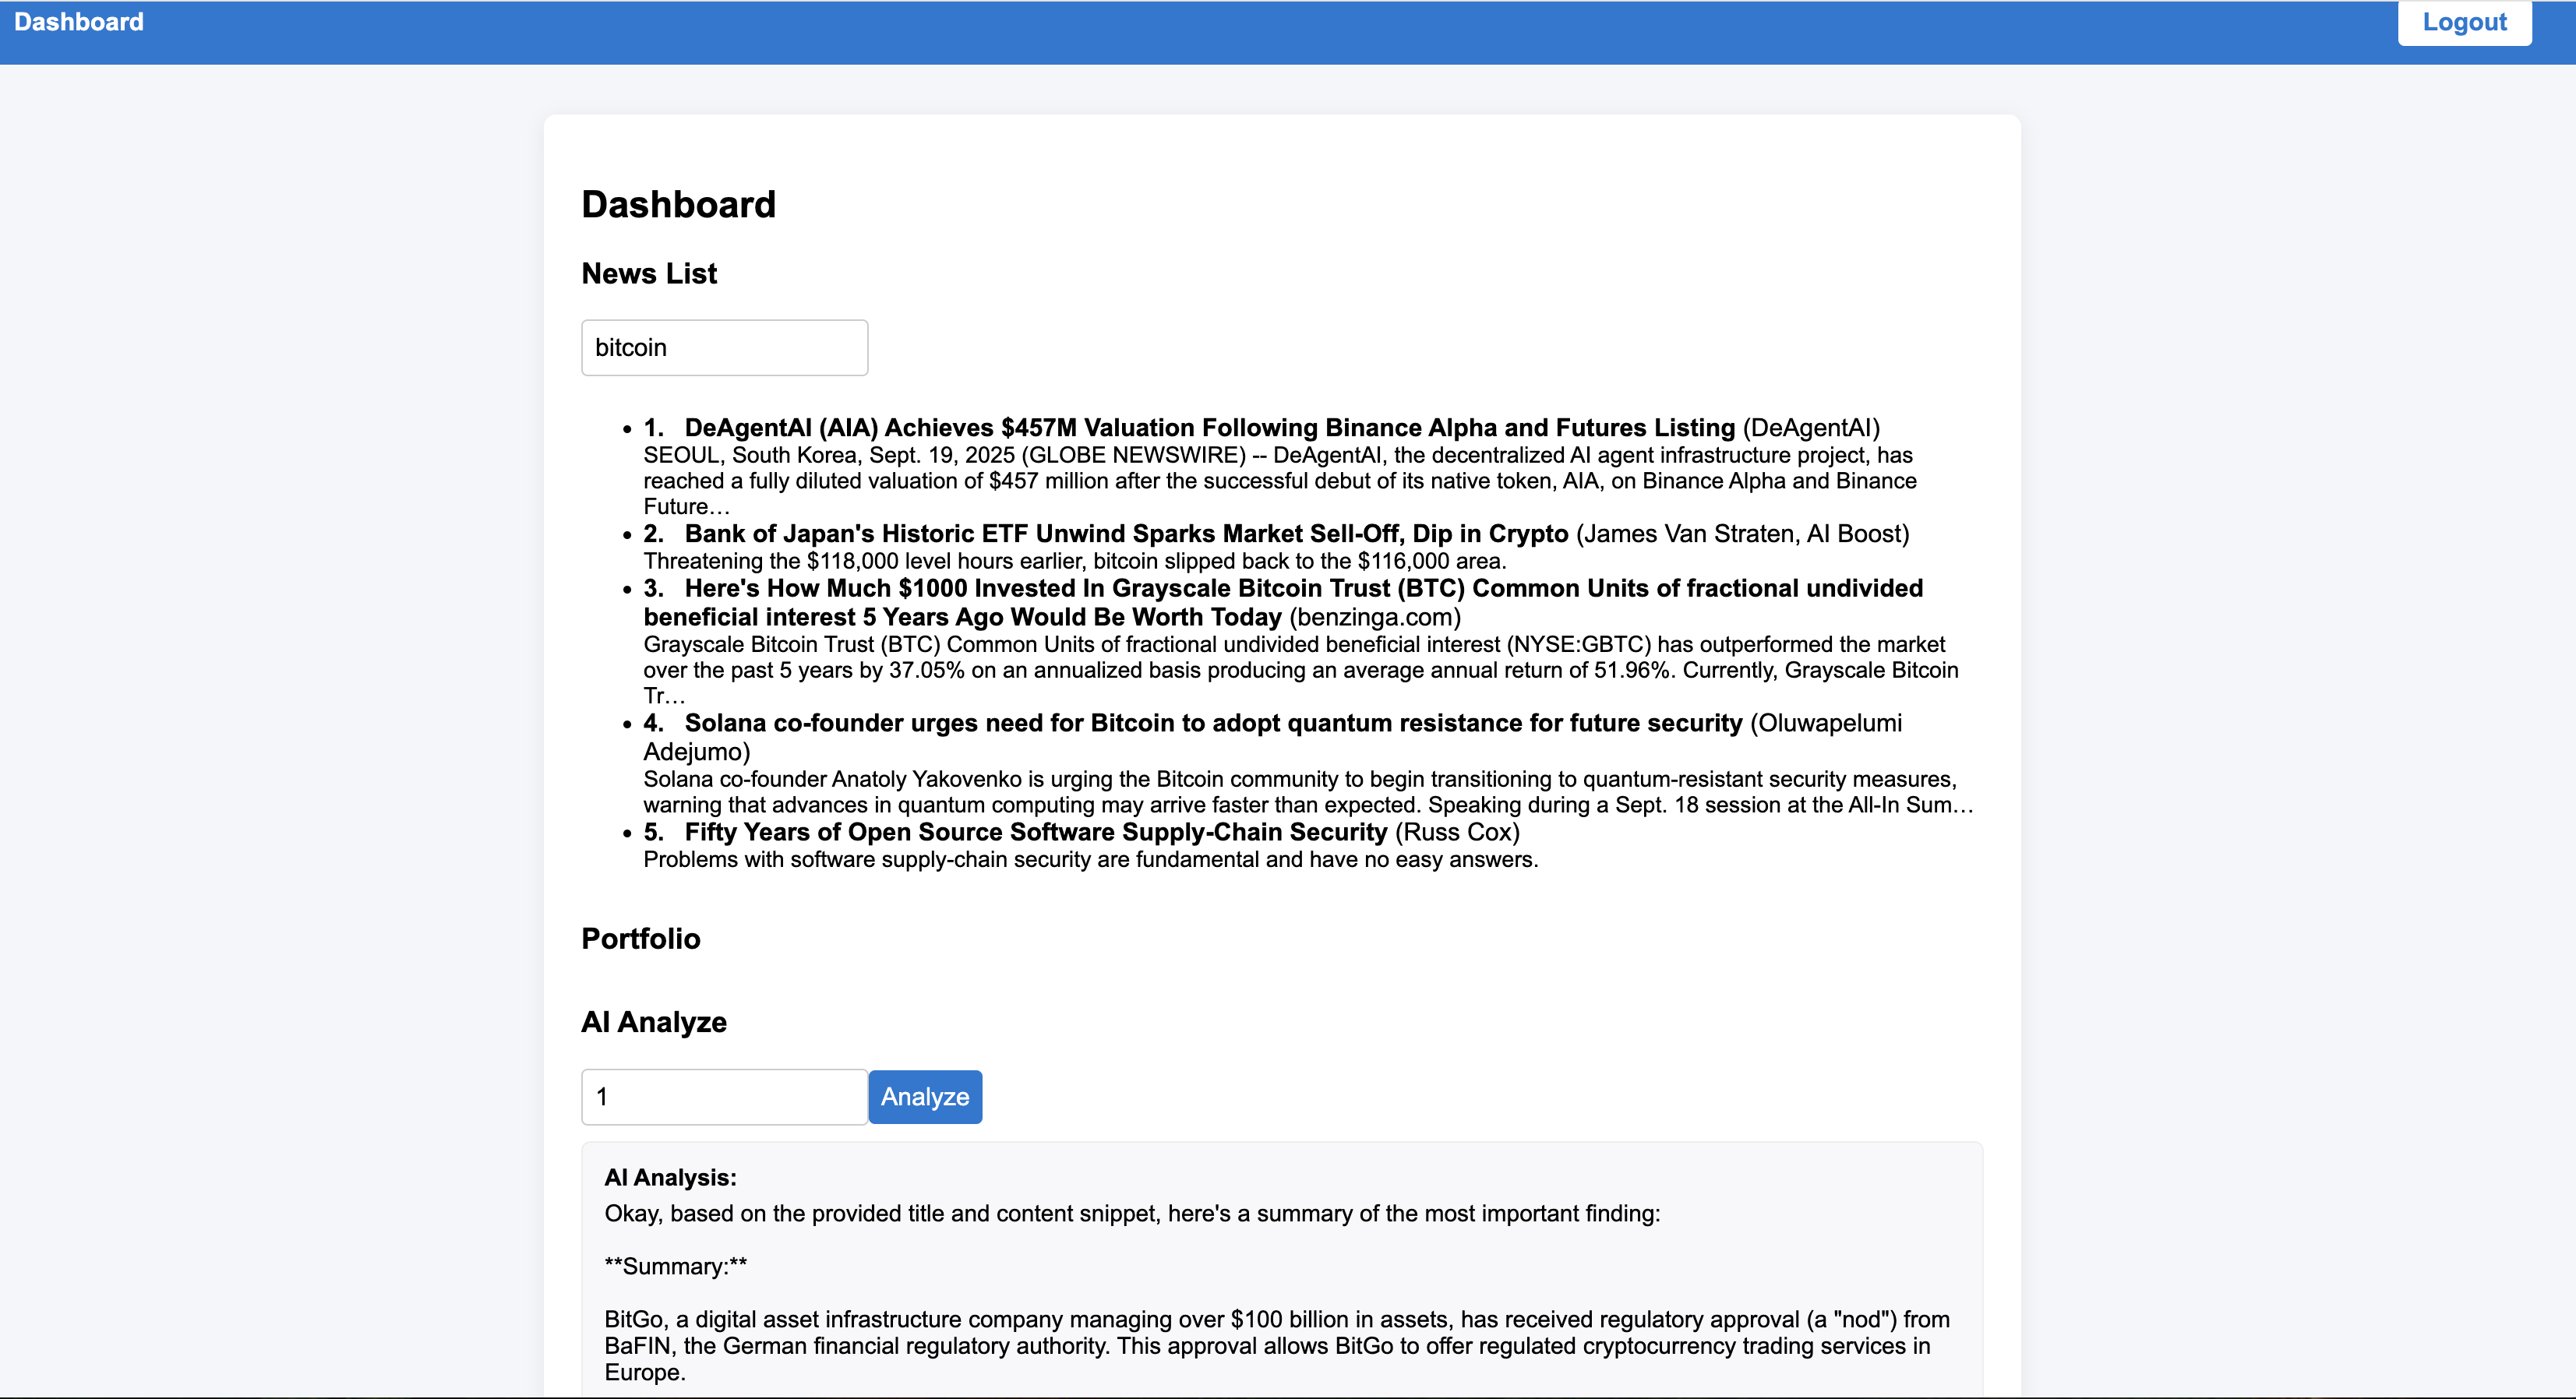 Dashboard
Logout
Dashboard
News List
bitcoin
• 1. DeAgentAI (AIA) Achieves $457M Valuation Following Binance Alpha and Futures Listing (DeAgentAI)
SEOUL, South Korea, Sept. 19, 2025 (GLOBE NEWSWIRE) -- DeAgentAI, the decentralized AI agent infrastructure project, has
reached a fully diluted valuation of $457 million after the successful debut of its native token, AIA, on Binance Alpha and Binance
Future…
• 2. Bank of Japan's Historic ETF Unwind Sparks Market Sell-Off, Dip in Crypto (James Van Straten, AI Boost)
Threatening the $118,000 level hours earlier, bitcoin slipped back to the $116,000 area.
• 3. Here's How Much $1000 Invested In Grayscale Bitcoin Trust (BTC) Common Units of fractional undivided
beneficial interest 5 Years Ago Would Be Worth Today (benzinga.com)
Grayscale Bitcoin Trust (BTC) Common Units of fractional undivided beneficial interest (NYSE:GBTC) has outperformed the market
over the past 5 years by 37.05% on an annualized basis producing an average annual return of 51.96%. Currently, Grayscale Bitcoin
Tr…
• 4. Solana co-founder urges need for Bitcoin to adopt quantum resistance for future security (Oluwapelumi
Adejumo)
Solana co-founder Anatoly Yakovenko is urging the Bitcoin community to begin transitioning to quantum-resistant security measures,
warning that advances in quantum computing may arrive faster than expected. Speaking during a Sept. 18 session at the All-In Sum…
• 5. Fifty Years of Open Source Software Supply-Chain Security (Russ Cox)
Problems with software supply-chain security are fundamental and have no easy answers.
Portfolio
AI Analyze
1
Analyze
AI Analysis:
Okay, based on the provided title and content snippet, here's a summary of the most important finding:
**Summary:**
BitGo, a digital asset infrastructure company managing over $100 billion in assets, has received regulatory approval (a "nod") from
BaFIN, the German financial regulatory authority. This approval allows BitGo to offer regulated cryptocurrency trading services in
Europe.